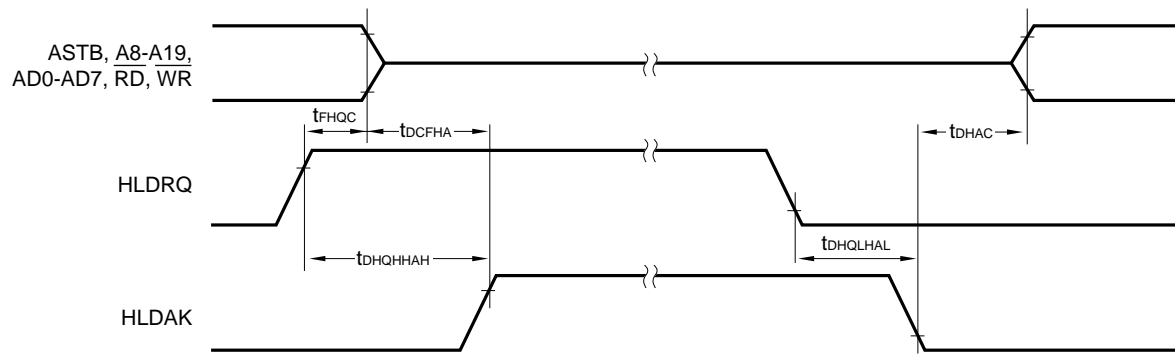 ASTB, A8-A19,
AD0-AD7, RD, WR
tFHQC
tDCFHA
tDHAC
HLDRQ
tDHQHHAH
tDHQLHAL
HLDAK